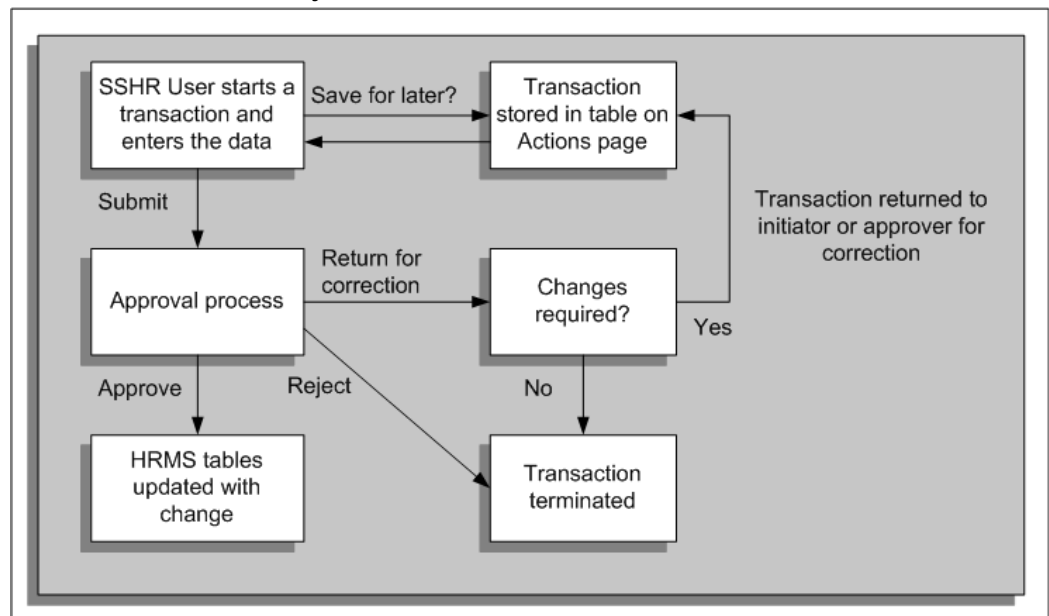 SSHR User starts a
transaction and
enters the data
Save for later?
Transaction
stored in table on
Actions page
Submit
Transaction returned to
initiator or approver for
correction
Approval process
Return for
correction
Changes
required?
Yes
Approve
Reject
No
HRMS tables
updated with
change
Transaction
terminated